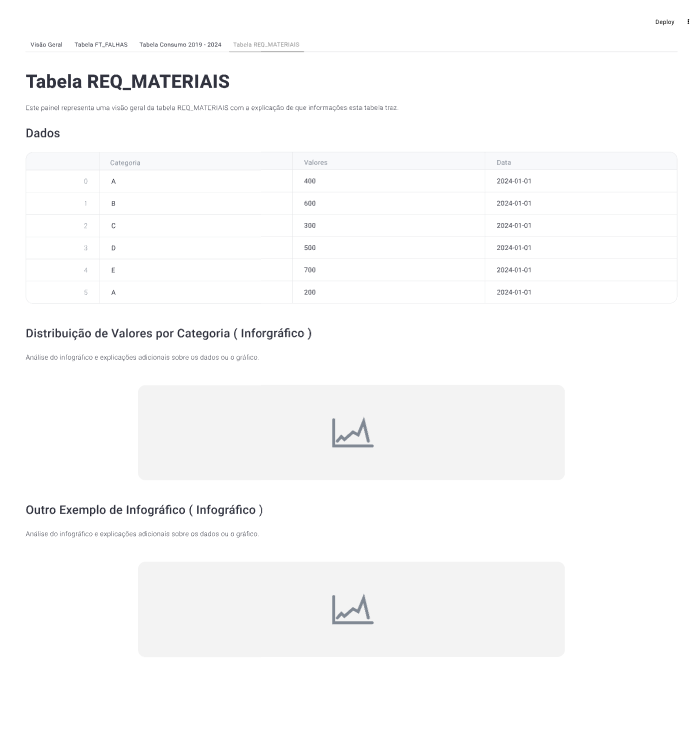 Deploy
Visão Geral Tabela FT_FALHAS Tabela Consumo 2019 - 2024 Tabela REQ_MATERIAIS
Tabela REQ_MATERIAIS
Este painel representa uma visão geral da tabela REQ_MATERIAIS com a explicação de que informações esta tabela traz.
Dados
Categoria Valores Data
0 A 400 2024-01-01
1 B 600 2024-01-01
2 C 300 2024-01-01
3 D 500 2024-01-01
4 E 700 2024-01-01
5 A 200 2024-01-01
Distribuição de Valores por Categoria ( Inforgráfico )
Análise do infográfico e explicações adicionais sobre os dados ou o gráfico.
Outro Exemplo de Infográfico ( Infográfico )
Análise do infográfico e explicações adicionais sobre os dados ou o gráfico.